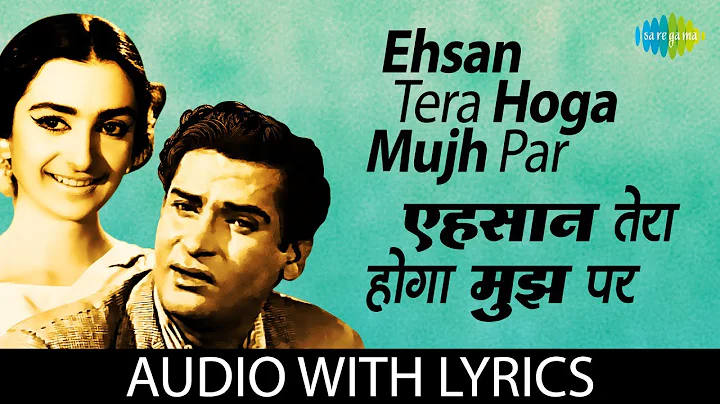 saregama
Ehsan
Tera Hoga
Mujh Par
एहसान तेरा
होगा मुझ पर
AUDIO WITH LYRICS